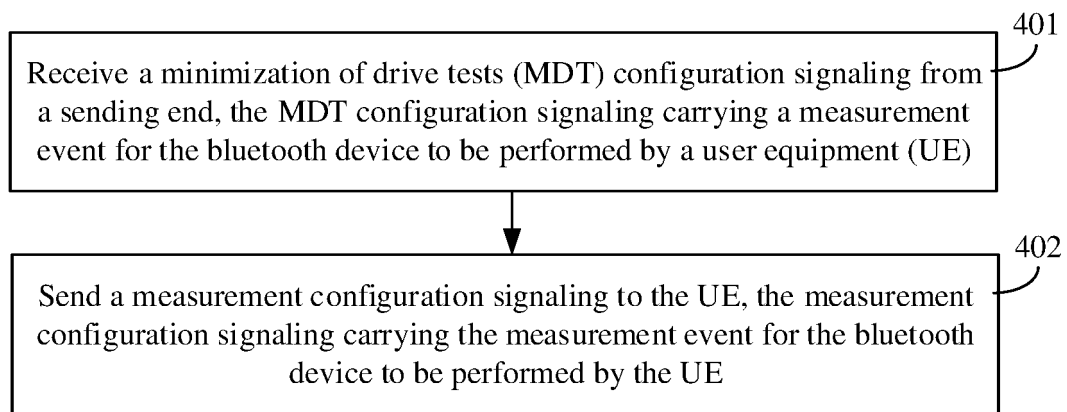 401
Receive a minimization of drive tests (MDT) configuration signaling from
a sending end, the MDT configuration signaling carrying a measurement
event for the bluetooth device to be performed by a user equipment (UE)
402
Send a measurement configuration signaling to the UE, the measurement
configuration signaling carrying the measurement event for the bluetooth
device to be performed by the UE